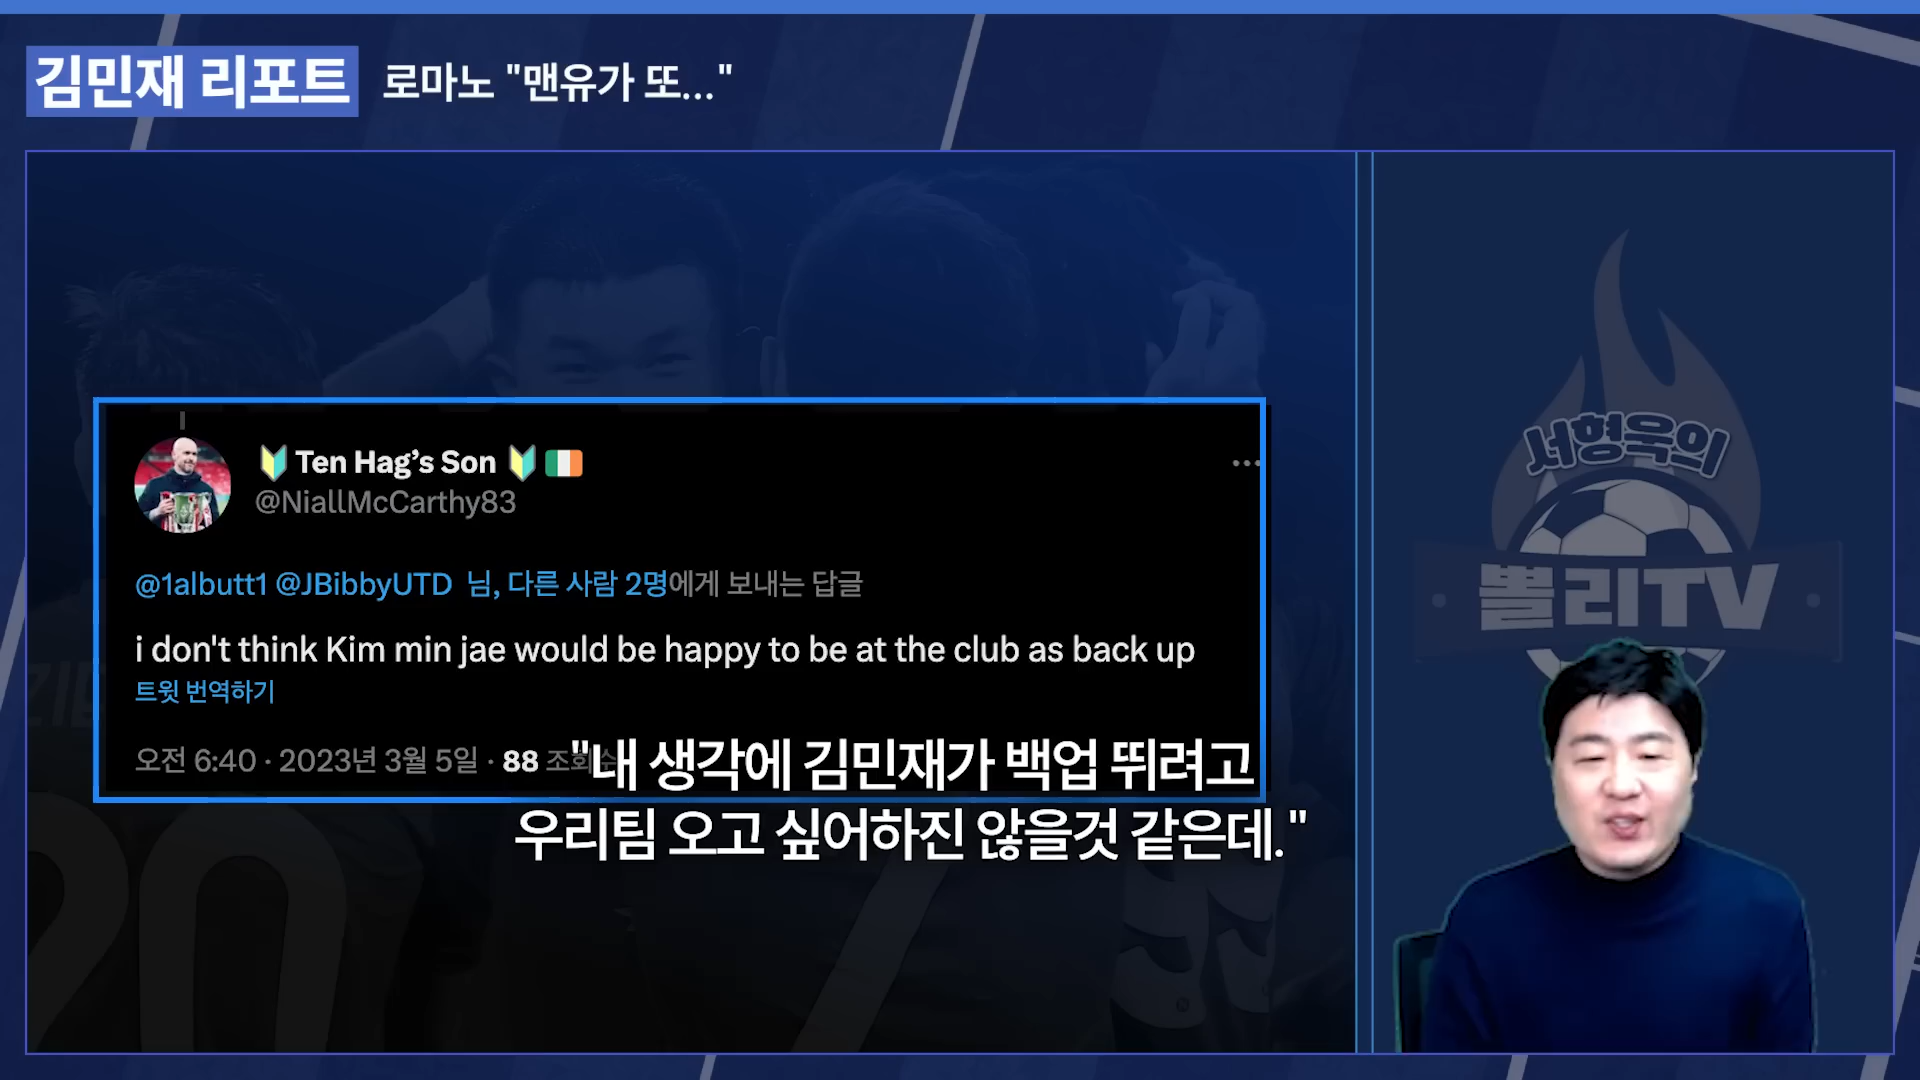 김민재 리포트
로마노 "맨유가 또..."
Ten Hag's Son
@NiallMcCarthy83
@1albutt1 @JBibbyUTD 님, 다른 사람 2명에게 보내는 답글
i don't think Kim min jae would be happy to be at the club as back up
트윗 번역하기
오전 6:40 · 2023년 3월 5일 · 88 조회수
"내 생각에 김민재가 백업 뛰려고
우리팀 오고 싶어하진 않을것 같은데."
서형욱의
뽈리TV
20
7